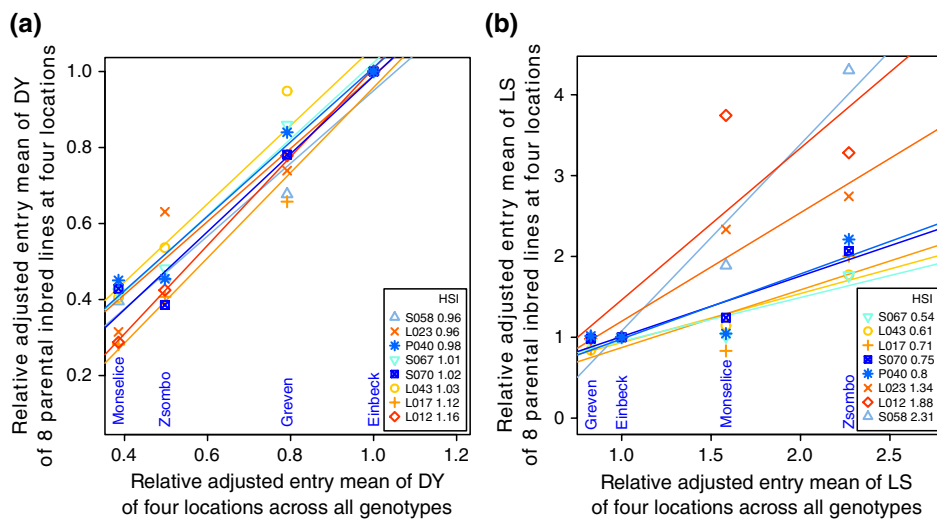 (a)
Relative adjusted entry mean of DY
of 8 parental inbred lines at four locations
1.0
0.8
0.6
0.4
0.2
Monselice
Zsombo
Greven
Einbeck
HSI
S058 0.96
L023 0.96
P040 0.98
S067 1.01
S070 1.02
L043 1.03
L017 1.12
L012 1.16
0.4 0.6 0.8 1.0 1.2
Relative adjusted entry mean of DY
of four locations across all genotypes
(b)
Relative adjusted entry mean of LS
of 8 parental inbred lines at four locations
4
3
2
1
0
Greven
Einbeck
Monselice
Zsombo
HSI
S067 0.54
L043 0.61
L017 0.71
S070 0.75
P040 0.8
L023 1.34
L012 1.88
S058 2.31
1.0 1.5 2.0 2.5
Relative adjusted entry mean of LS
of four locations across all genotypes